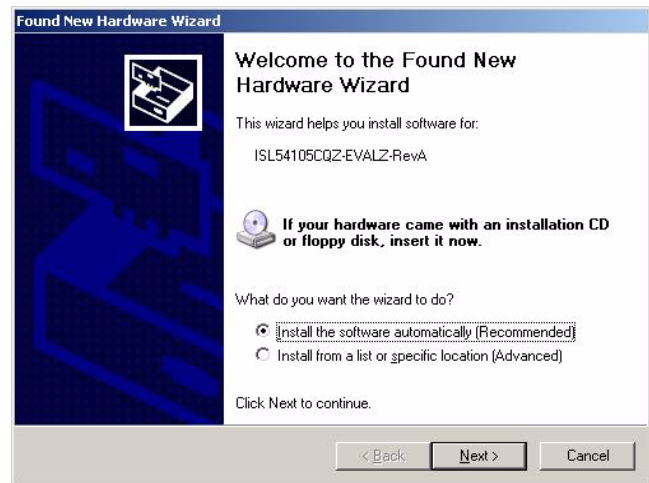 Found New Hardware Wizard
Welcome to the Found New
Hardware Wizard
This wizard helps you install software for:
ISL54105CQZ-EVALZ-RevA
If your hardware came with an installation CD
or floppy disk, insert it now.
What do you want the wizard to do?
Install the software automatically (Recommended)
Install from a list or specific location (Advanced)
Click Next to continue.
< Back
Next >
Cancel